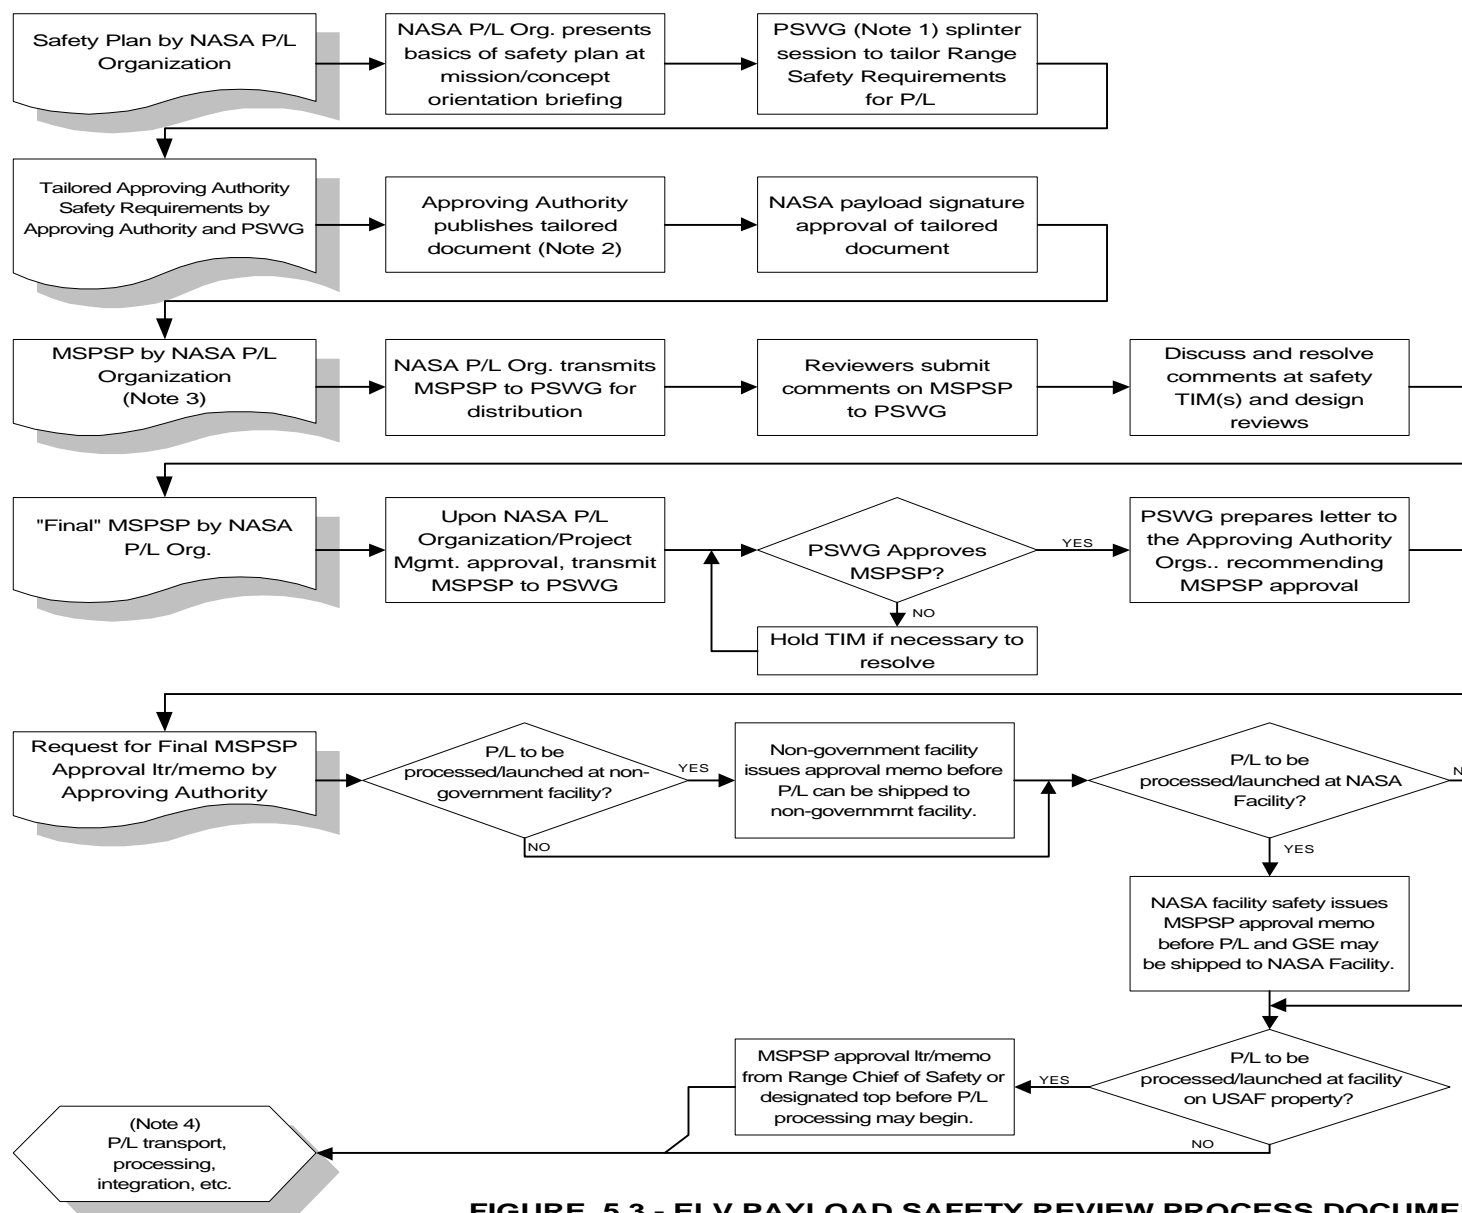 Safety Plan by NASA P/L
Organization
NASA P/L Org. presents
basics of safety plan at
mission/concept
orientation briefing
PSWG (Note 1) splinter
session to tailor Range
Safety Requirements
for P/L
Tailored Approving Authority
Safety Requirements by
Approving Authority and PSWG
Approving Authority
publishes tailored
document (Note 2)
NASA payload signature
approval of tailored
document
MSPSP by NASA P/L
Organization
(Note 3)
NASA P/L Org. transmits
MSPSP to PSWG for
distribution
Reviewers submit
comments on MSPSP
to PSWG
Discuss and resolve
comments at safety
TIM(s) and design
reviews
"Final" MSPSP by NASA
P/L Org.
Upon NASA P/L
Organization/Project
Mgmt. approval, transmit
MSPSP to PSWG
PSWG Approves
MSPSP?
YES
NO
Hold TIM if necessary to
resolve
PSWG prepares letter to
the Approving Authority
Orgs.. recommending
MSPSP approval
Request for Final MSPSP
Approval ltr/memo by
Approving Authority
P/L to be
processed/launched at non-
government facility?
YES
NO
Non-government facility
issues approval memo before
P/L can be shipped to
non-governmrnt facility.
P/L to be
processed/launched at NASA
Facility?
N
YES
NASA facility safety issues
MSPSP approval memo
before P/L and GSE may
be shipped to NASA Facility.
P/L to be
processed/launched at facility
on USAF property?
YES
NO
MSPSP approval ltr/memo
from Range Chief of Safety or
designated top before P/L
processing may begin.
(Note 4)
P/L transport,
processing,
integration, etc.
FIGURE 5.3 - ELV PAYLOAD SAFETY REVIEW PROCESS DOCUME